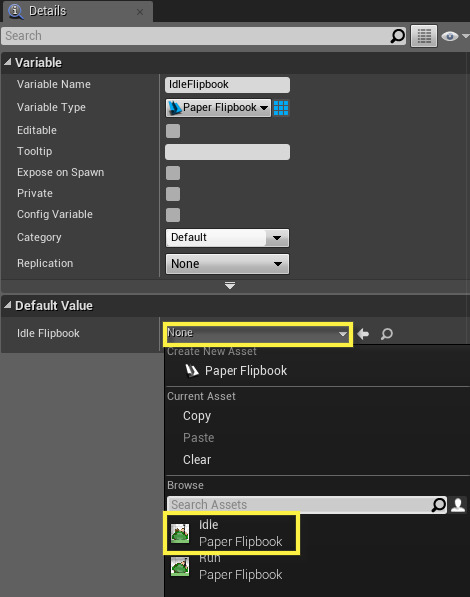 Details
Search
Variable
Variable Name IdleFlipbook
Variable Type Paper Flipbook
Editable
Tooltip
Expose on Spawn
Private
Config Variable
Category Default
Replication None
Default Value
Idle Flipbook None
Create New Asset
Paper Flipbook
Current Asset
Copy
Paste
Clear
Browse
Search Assets
Idle
Paper Flipbook
Run
Paper Flipbook